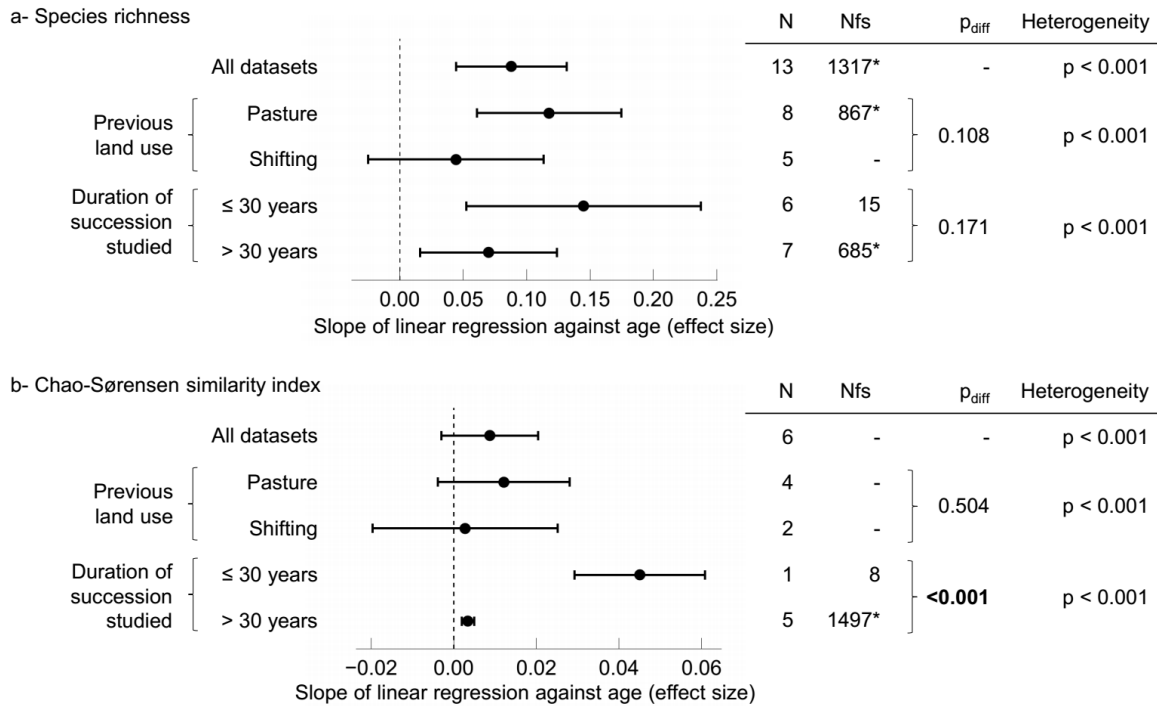 a- Species richness
N Nfs pdiff Heterogeneity
All datasets 13 1317* - p < 0.001
Previous land use
Pasture 8 867*
0.108 p < 0.001
Shifting 5 -
Duration of succession studied
≤ 30 years 6 15
0.171 p < 0.001
> 30 years 7 685*
0.00 0.05 0.10 0.15 0.20 0.25
Slope of linear regression against age (effect size)
b- Chao-Sørensen similarity index
N Nfs pdiff Heterogeneity
All datasets 6 - - p < 0.001
Previous land use
Pasture 4 -
0.504 p < 0.001
Shifting 2 -
Duration of succession studied
≤ 30 years 1 8
<0.001 p < 0.001
> 30 years 5 1497*
−0.02 0.00 0.02 0.04 0.06
Slope of linear regression against age (effect size)